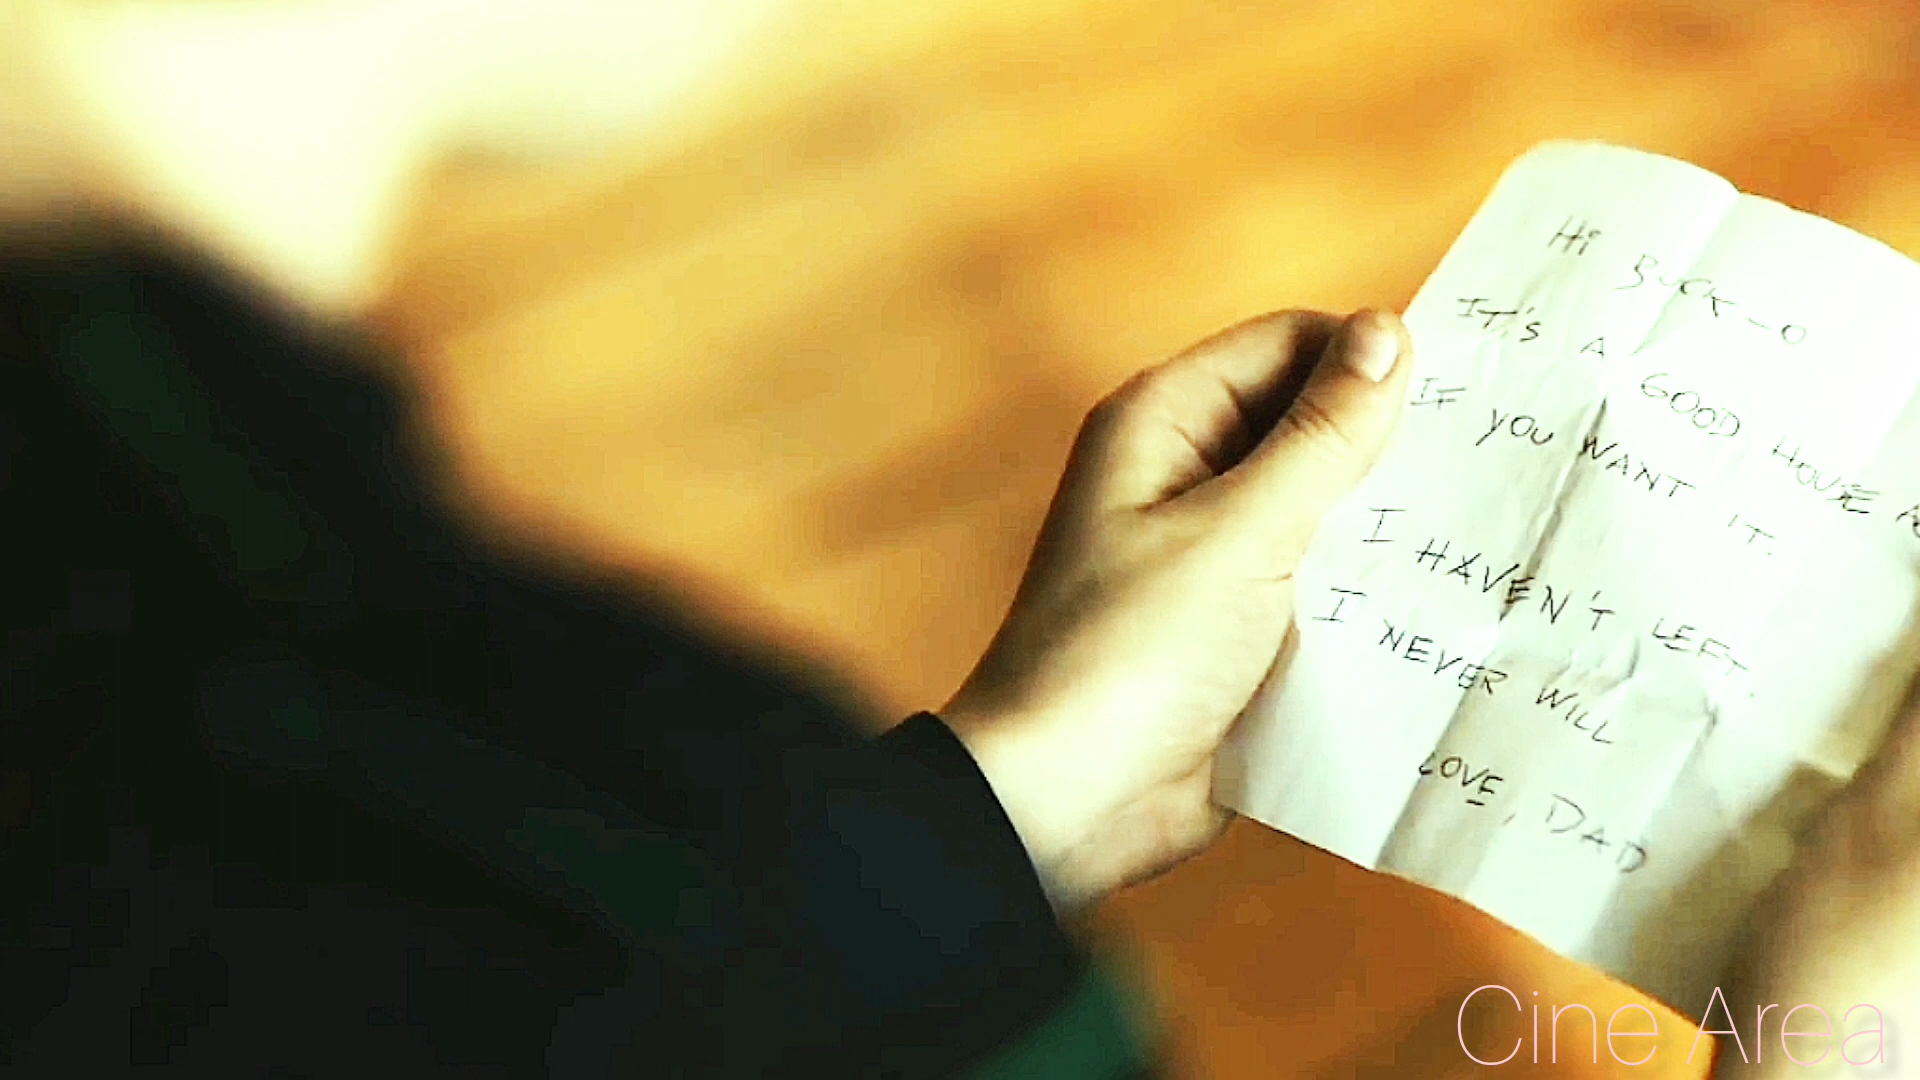 Hi BUCK-O
IT'S A GOOD HOUSE
IF YOU WANT IT.
I HAVEN'T LEFT.
I NEVER WILL
LOVE, DAD
Cine Area